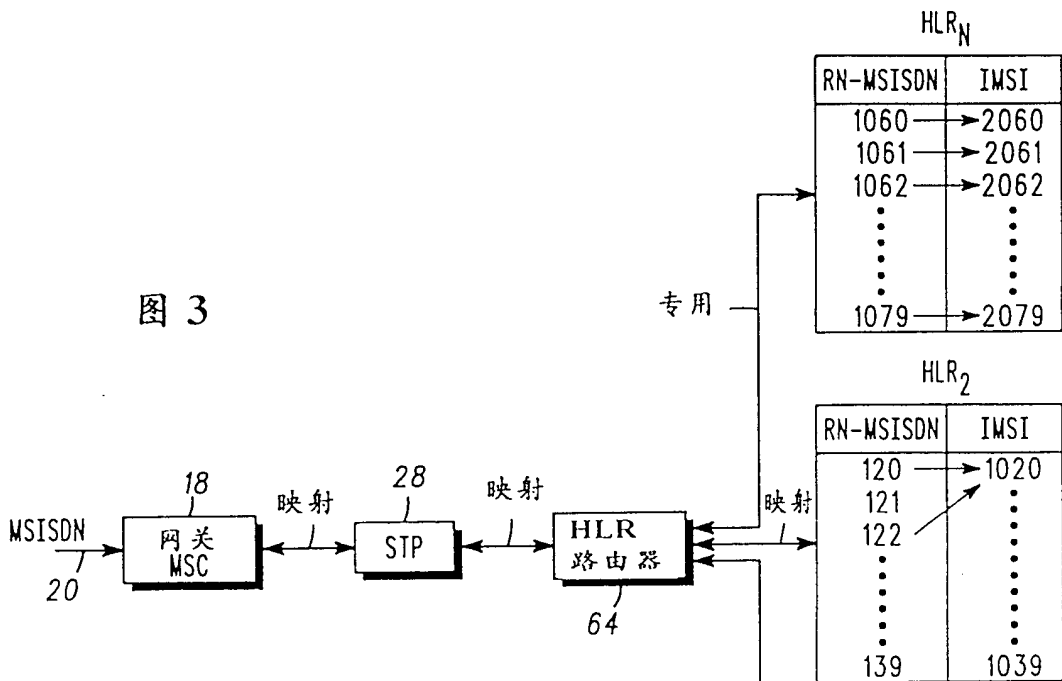 HLR_N
RN-MSISDN IMSI
1060 2060
1061 2061
1062 2062
1079 2079
图 3
专用
HLR_2
RN-MSISDN IMSI
120 1020
121
122
139 1039
MSISDN
20
18
网关
MSC
映射
28
STP
映射
HLR
路由器
64
映射